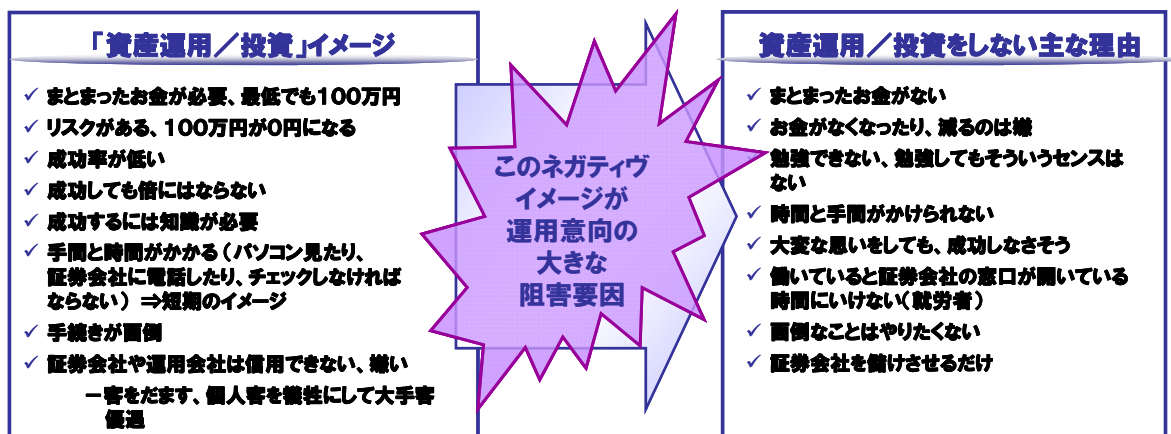 「資産運用／投資」イメージ
✓ まとまったお金が必要、最低でも１００万円
✓ リスクがある、１００万円が０円になる
✓ 成功率が低い
✓ 成功しても倍にはならない
✓ 成功するには知識が必要
✓ 手間と時間がかかる（パソコン見たり、
証券会社に電話したり、チェックしなければ
ならない） ⇒短期のイメージ
✓ 手続きが面倒
✓ 証券会社や運用会社は信用できない、嫌い
－客をだます、個人客を犠牲にして大手客
優遇
このネガティヴ
イメージが
運用意向の
大きな
阻害要因
資産運用／投資をしない主な理由
✓ まとまったお金がない
✓ お金がなくなったり、減るのは嫌
✓ 勉強できない、勉強してもそういうセンスは
ない
✓ 時間と手間がかけられない
✓ 大変な思いをしても、成功しなさそう
✓ 働いていると証券会社の窓口が開いている
時間にいけない（就労者）
✓ 面倒なことはやりたくない
✓ 証券会社を儲けさせるだけ